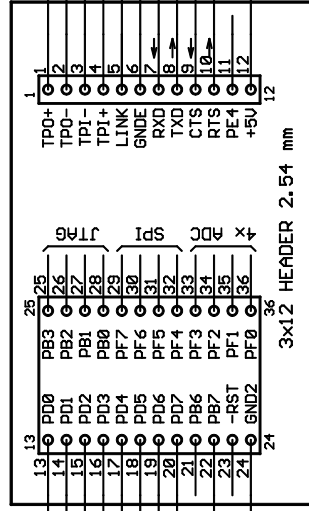 1 2 3 4 5 6 7 8 9 10 11 12
1 12
TPO+ TPO- TPI- TPI+ LINK GNDE RXD TXD CTS RTS PE4 +5V
JTAG SPI 4x ADC
25 26 27 28 29 30 31 32 33 34 35 36
25 36
PB3 PB2 PB1 PB0 PF7 PF6 PF5 PF4 PF3 PF2 PF1 PF0
PD0 PD1 PD2 PD3 PD4 PD5 PD6 PD7 PB6 PB7 -RST GND2
13 24
13 14 15 16 17 18 19 20 21 22 23 24
3x12 HEADER 2.54 mm